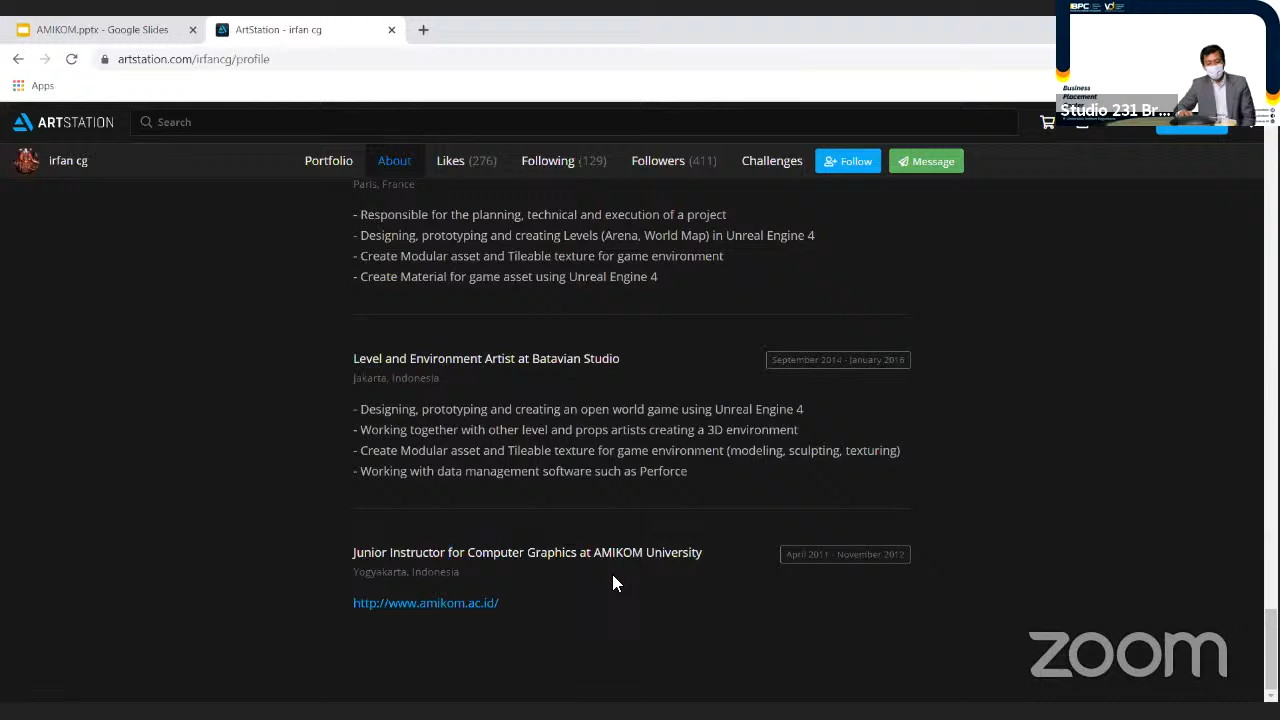 AMIKOM.pptx - Google Slides
ArtStation - irfan cg
artstation.com/irfancg/profile
Apps
BPC
Business
Placement
Studio 231 Br...
ARTSTATION
Search
irfan cg
Portfolio
About
Likes (276)
Following (129)
Followers (411)
Challenges
Follow
Message
Paris, France
- Responsible for the planning, technical and execution of a project
- Designing, prototyping and creating Levels (Arena, World Map) in Unreal Engine 4
- Create Modular asset and Tileable texture for game environment
- Create Material for game asset using Unreal Engine 4
Level and Environment Artist at Batavian Studio
September 2014 - January 2016
Jakarta, Indonesia
- Designing, prototyping and creating an open world game using Unreal Engine 4
- Working together with other level and props artists creating a 3D environment
- Create Modular asset and Tileable texture for game environment (modeling, sculpting, texturing)
- Working with data management software such as Perforce
Junior Instructor for Computer Graphics at AMIKOM University
April 2011 - November 2012
Yogyakarta, Indonesia
http://www.amikom.ac.id/
zoom